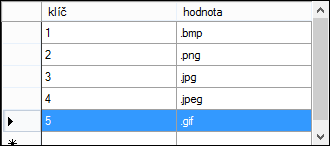 klíč hodnota
1 .bmp
2 .png
3 .jpg
4 .jpeg
5 .gif